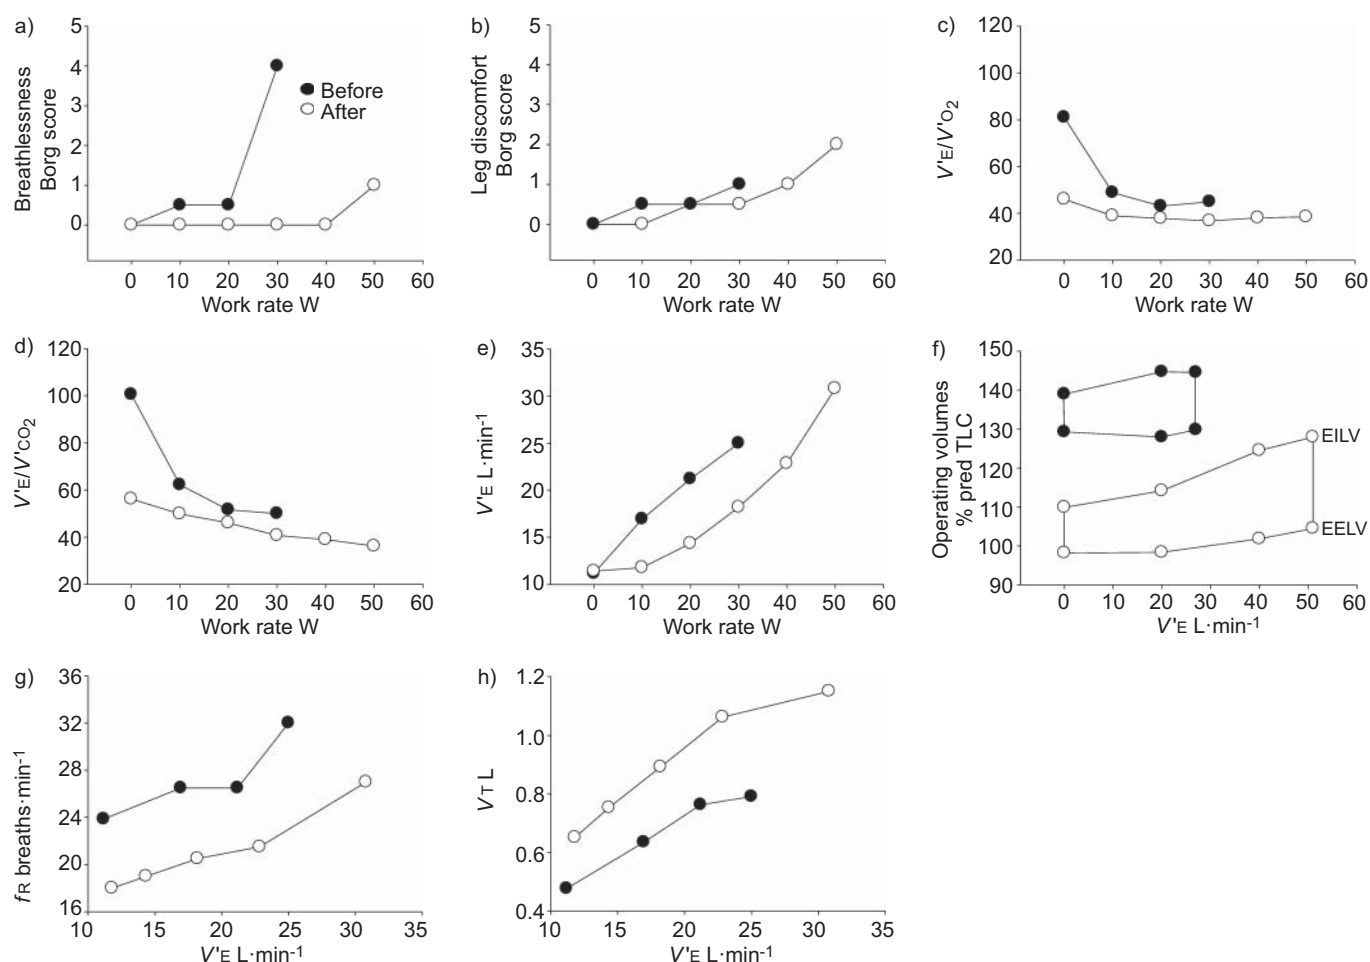 a)
5
4
3
2
1
0
Breathlessness
Borg score
Before
After
0 10 20 30 40 50 60
Work rate W
b)
5
4
3
2
1
0
Leg discomfort
Borg score
0 10 20 30 40 50 60
Work rate W
c)
120
100
80
60
40
20
V'E/V'O2
0 10 20 30 40 50 60
Work rate W
d)
120
100
80
60
40
20
V'E/V'CO2
0 10 20 30 40 50 60
Work rate W
e)
35
30
25
20
15
10
V'E L·min-1
0 10 20 30 40 50 60
Work rate W
f)
150
140
130
120
110
100
90
Operating volumes
% pred TLC
EILV
EELV
0 10 20 30 40 50 60
V'E L·min-1
g)
36
32
28
24
20
16
fR breaths·min-1
10 15 20 25 30 35
V'E L·min-1
h)
1.2
1.0
0.8
0.6
0.4
VT L
10 15 20 25 30 35
V'E L·min-1